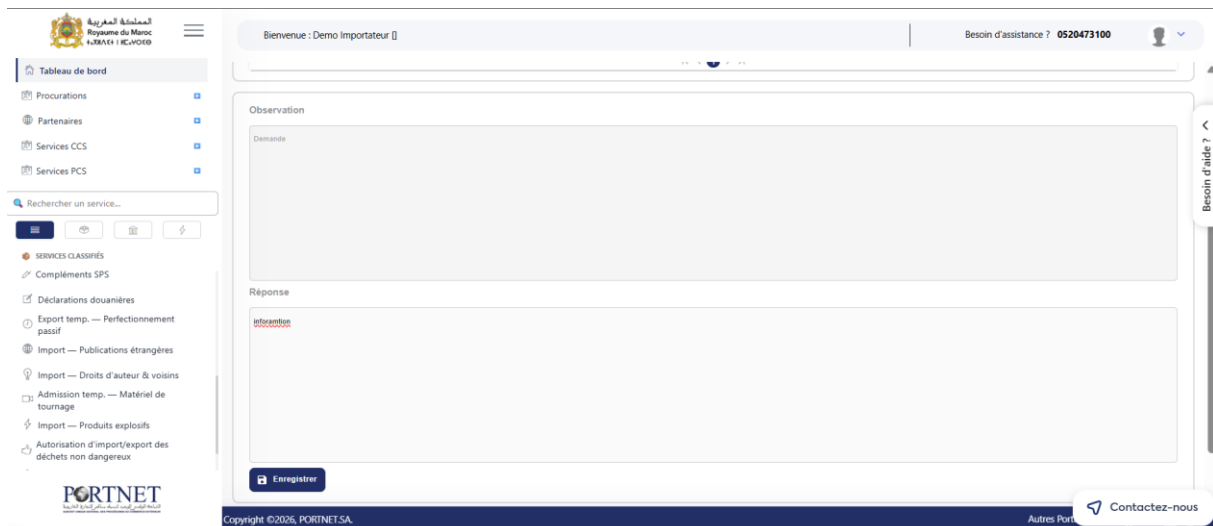 المملكة المغربية
Royaume du Maroc
Bienvenue : Demo Importateur []
Besoin d'assistance ? 0520473100
Tableau de bord
Procurations
Partenaires
Services CCS
Services PCS
Rechercher un service...
SERVICES CLASSIFIÉS
Compléments SPS
Déclarations douanières
Export temp. — Perfectionnement
passif
Import — Publications étrangères
Import — Droits d'auteur & voisins
Admission temp. — Matériel de
tournage
Import — Produits explosifs
Autorisation d'import/export des
déchets non dangereux
PORTNET
1
Observation
Demande
Réponse
inforamtion
Enregistrer
Besoin d'aide ?
Contactez-nous
Copyright ©2026, PORTNET.SA.
Autres Port